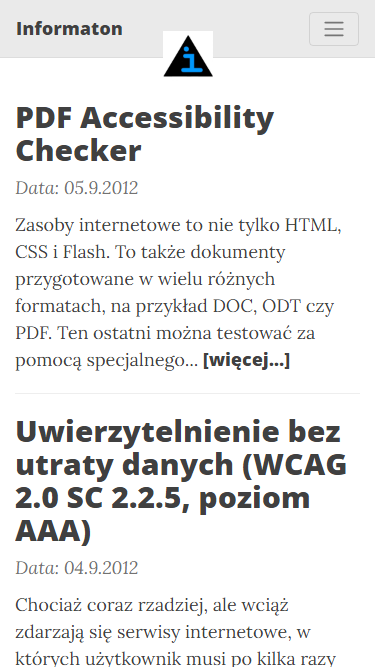 Informaton
i
PDF Accessibility
Checker
Data: 05.9.2012
Zasoby internetowe to nie tylko HTML,
CSS i Flash. To także dokumenty
przygotowane w wielu różnych
formatach, na przykład DOC, ODT czy
PDF. Ten ostatni można testować za
pomocą specjalnego... [więcej...]
Uwierzytelnienie bez
utraty danych (WCAG
2.0 SC 2.2.5, poziom
AAA)
Data: 04.9.2012
Chociaż coraz rzadziej, ale wciąż
zdarzają się serwisy internetowe, w
których użytkownik musi po kilka razy